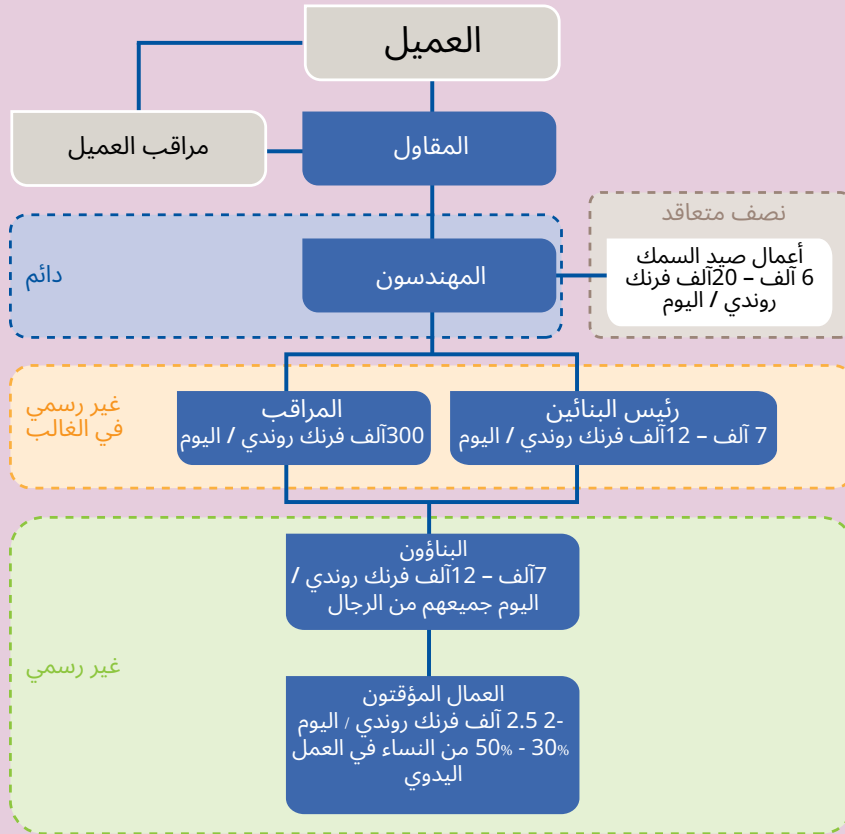 العميل
المقاول
مراقب العميل
نصف متعاقد
أعمال صيد السمك
6 آلف – 20آلف فرنك
روندي / اليوم
المهندسون
دائم
رئيس البنائين
7 آلف – 12آلف فرنك روندي / اليوم
المراقب
300آلف فرنك روندي / اليوم
غير رسمي
في الغالب
البناؤون
7آلف – 12آلف فرنك روندي /
اليوم جميعهم من الرجال
غير رسمي
العمال المؤقتون
2-2.5 آلف فرنك روندي / اليوم
30% - 50% من النساء في العمل
اليدوي